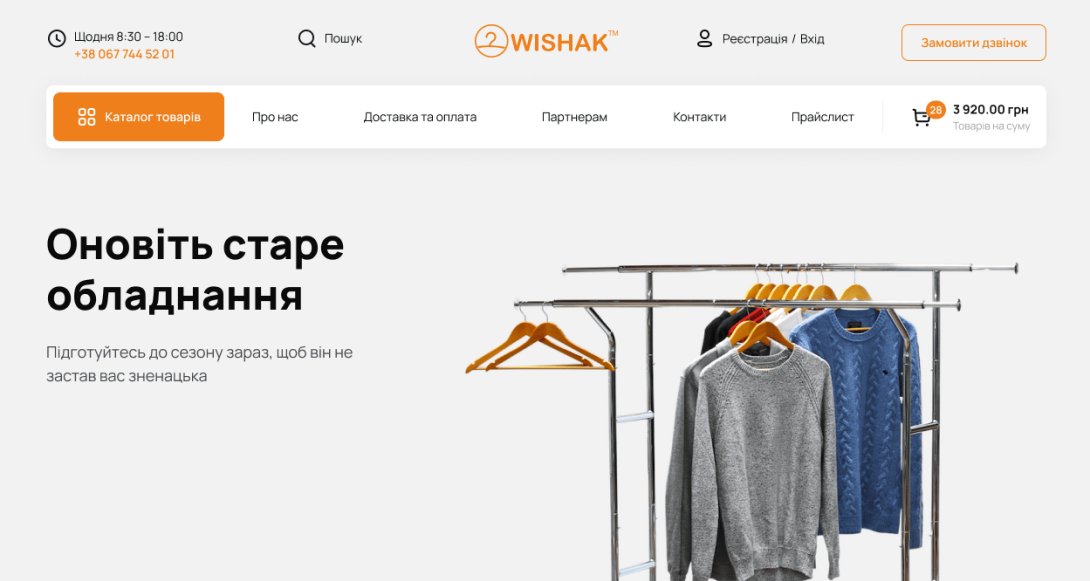 Щодня 8:30 – 18:00
+38 067 744 52 01
Пошук
2WISHAK™
Реєстрація / Вхід
Замовити дзвінок
Каталог товарів
Про нас
Доставка та оплата
Партнерам
Контакти
Прайслист
28
3 920.00 грн
Товарів на суму
Оновіть старе
обладнання
Підготуйтесь до сезону зараз, щоб він не
застав вас зненацька